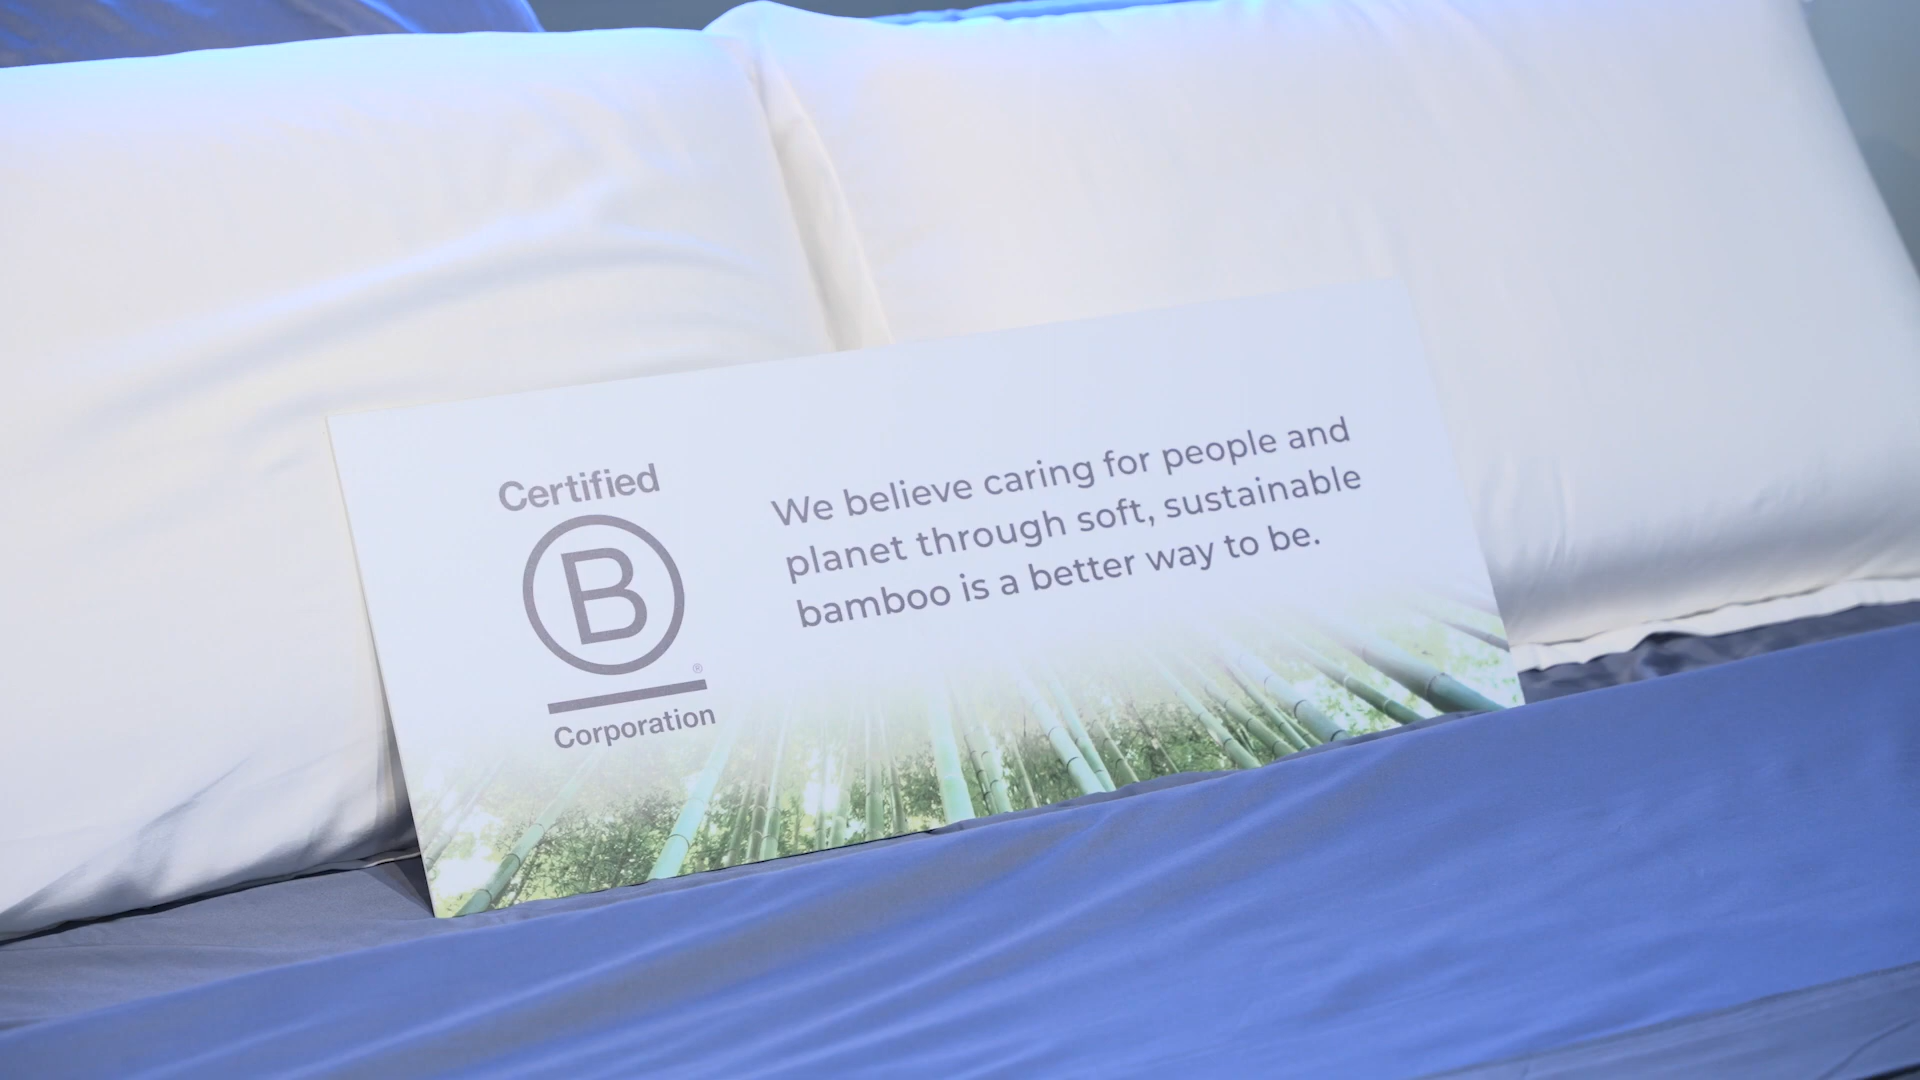 Certified
B
®
Corporation
We believe caring for people and
planet through soft, sustainable
bamboo is a better way to be.